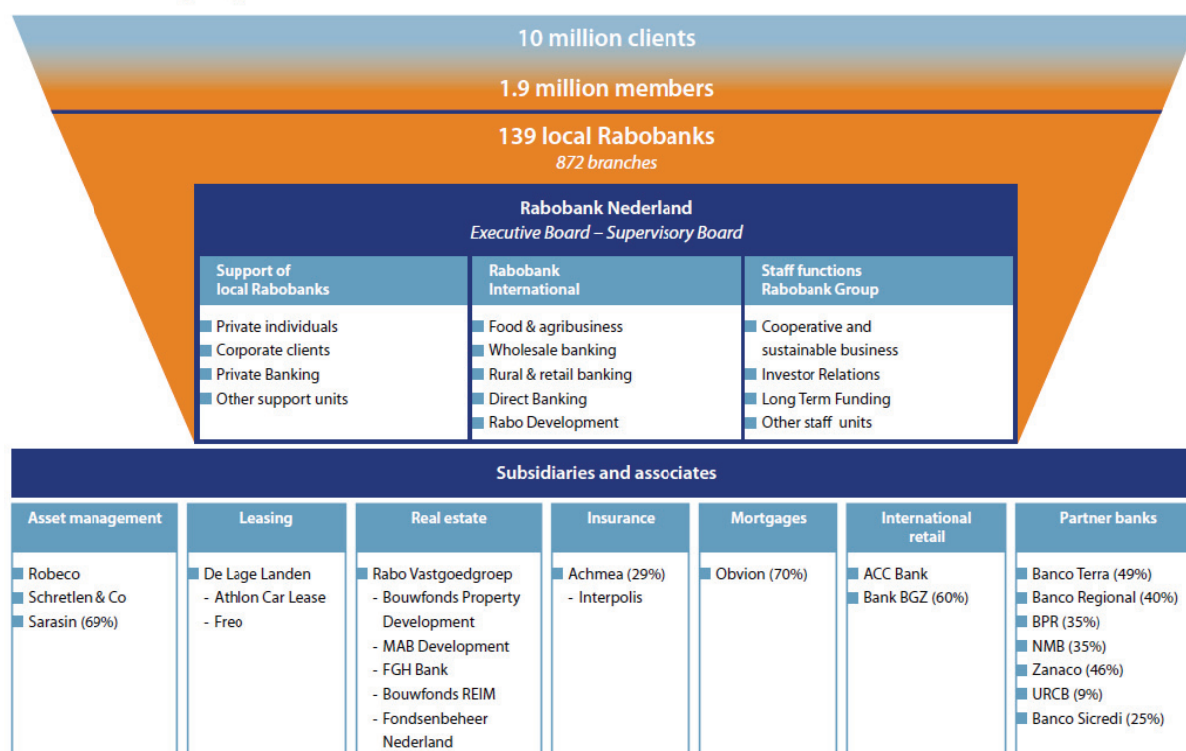 10 million clients
1.9 million members
139 local Rabobanks
872 branches
Rabobank Nederland
Executive Board – Supervisory Board
Support of
local Rabobanks
Private individuals
Corporate clients
Private Banking
Other support units
Rabobank
International
Food & agribusiness
Wholesale banking
Rural & retail banking
Direct Banking
Rabo Development
Staff functions
Rabobank Group
Cooperative and
sustainable business
Investor Relations
Long Term Funding
Other staff units
Subsidiaries and associates
Asset management
Robeco
Schretlen & Co
Sarasin (69%)
Leasing
De Lage Landen
- Athlon Car Lease
- Freo
Real estate
Rabo Vastgoedgroep
- Bouwfonds Property
Development
- MAB Development
- FGH Bank
- Bouwfonds REIM
- Fondsenbeheer
Nederland
Insurance
Achmea (29%)
- Interpolis
Mortgages
Obvion (70%)
International
retail
ACC Bank
Bank BGZ (60%)
Partner banks
Banco Terra (49%)
Banco Regional (40%)
BPR (35%)
NMB (35%)
Zanaco (46%)
URCB (9%)
Banco Sicredi (25%)